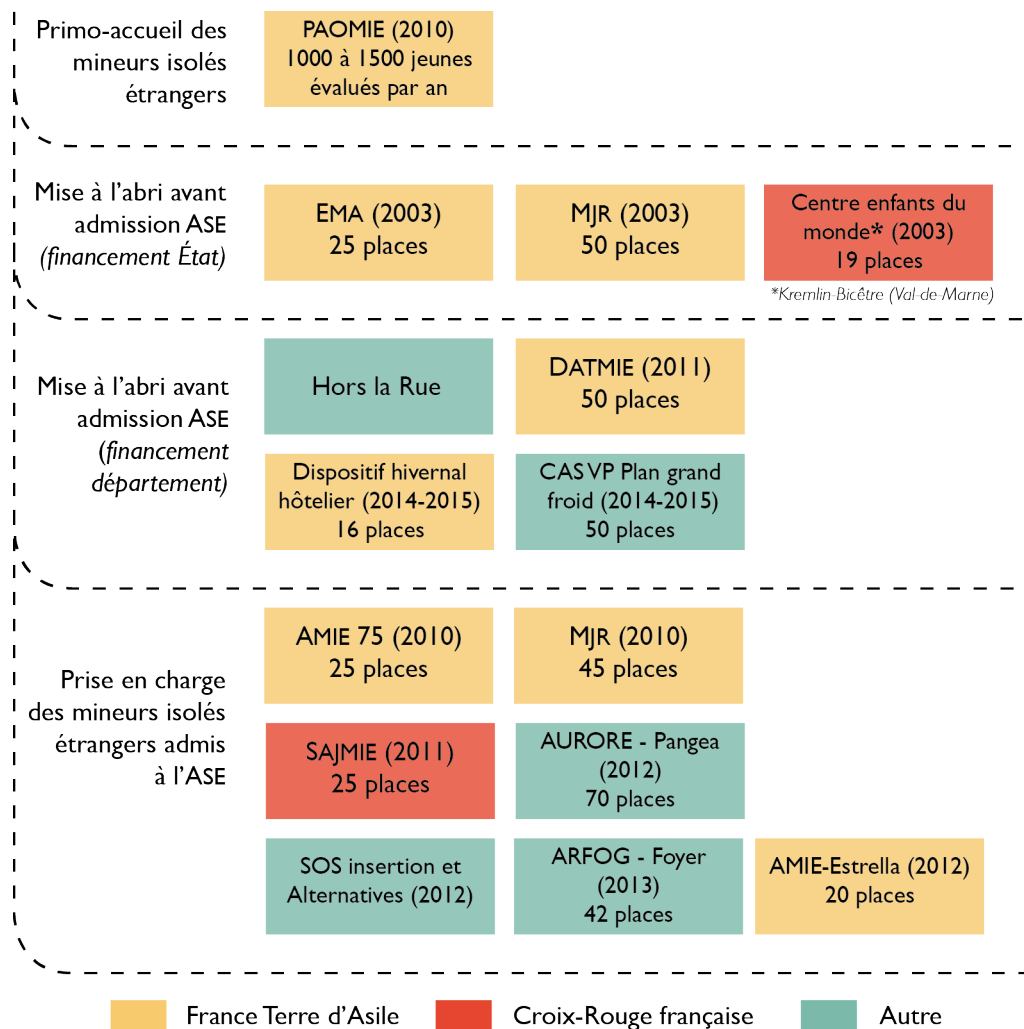 Primo-accueil des
mineurs isolés
étrangers
PAOMIE (2010)
1000 à 1500 jeunes
évalués par an
Mise à l’abri avant
admission ASE
(financement État)
EMA (2003)
25 places
MJR (2003)
50 places
Centre enfants du
monde* (2003)
19 places
*Kremlin-Bicêtre (Val-de-Marne)
Mise à l’abri avant
admission ASE
(financement
département)
Hors la Rue
DATMIE (2011)
50 places
Dispositif hivernal
hôtelier (2014-2015)
16 places
CASVP Plan grand
froid (2014-2015)
50 places
Prise en charge
des mineurs isolés
étrangers admis
à l’ASE
AMIE 75 (2010)
25 places
MJR (2010)
45 places
SAJMIE (2011)
25 places
AURORE - Pangea
(2012)
70 places
SOS insertion et
Alternatives (2012)
ARFOG - Foyer
(2013)
42 places
AMIE-Estrella (2012)
20 places
France Terre d’Asile
Croix-Rouge française
Autre